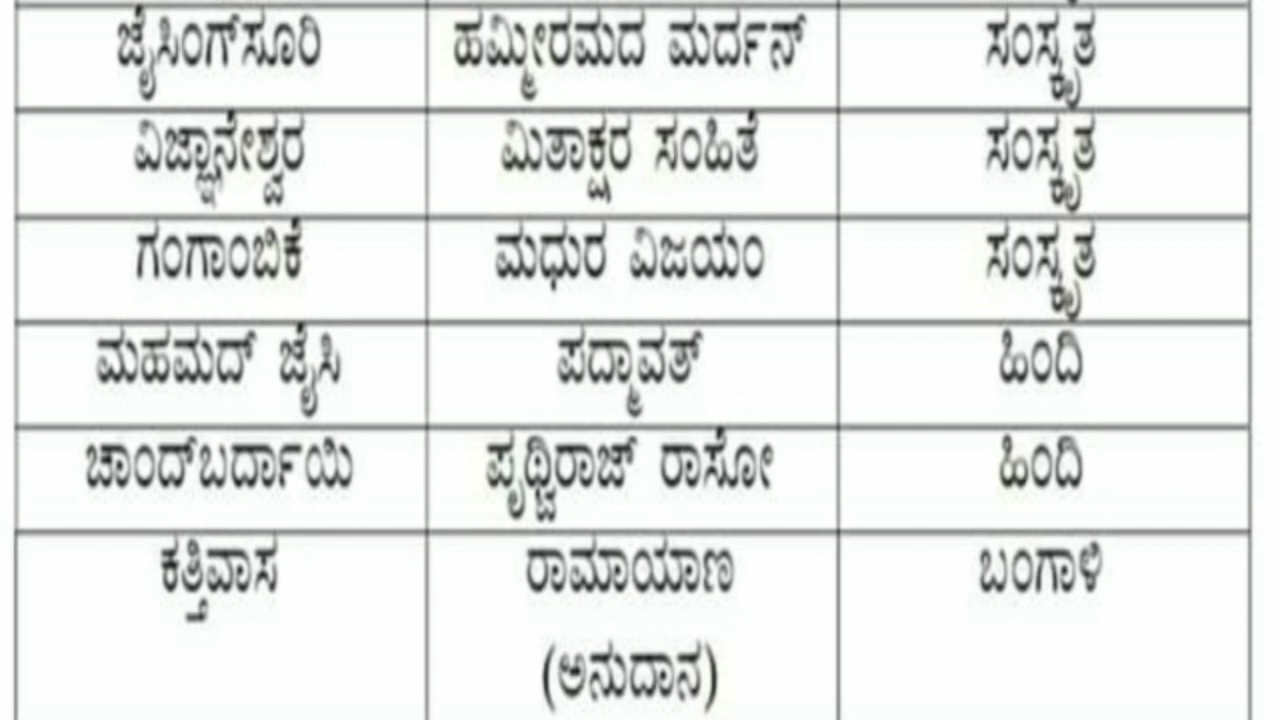 ಜೈಸಿಂಗ್‌ಸೂರಿ ಹಮ್ಮೀರಮದ ಮರ್ದನ್ ಸಂಸ್ಕೃತ
ವಿಜ್ಞಾನೇಶ್ವರ ಮಿತಾಕ್ಷರ ಸಂಹಿತೆ ಸಂಸ್ಕೃತ
ಗಂಗಾಂಬಿಕೆ ಮಧುರ ವಿಜಯಂ ಸಂಸ್ಕೃತ
ಮಹಮದ್ ಜೈಸಿ ಪದ್ಮಾವತ್ ಹಿಂದಿ
ಚಾಂದ್‌ಬರ್ದಾಯಿ ಪೃಥ್ವಿರಾಜ್ ರಾಸೋ ಹಿಂದಿ
ಕತ್ತಿವಾಸ ರಾಮಾಯಾಣ ಬಂಗಾಳಿ
(ಅನುದಾನ)